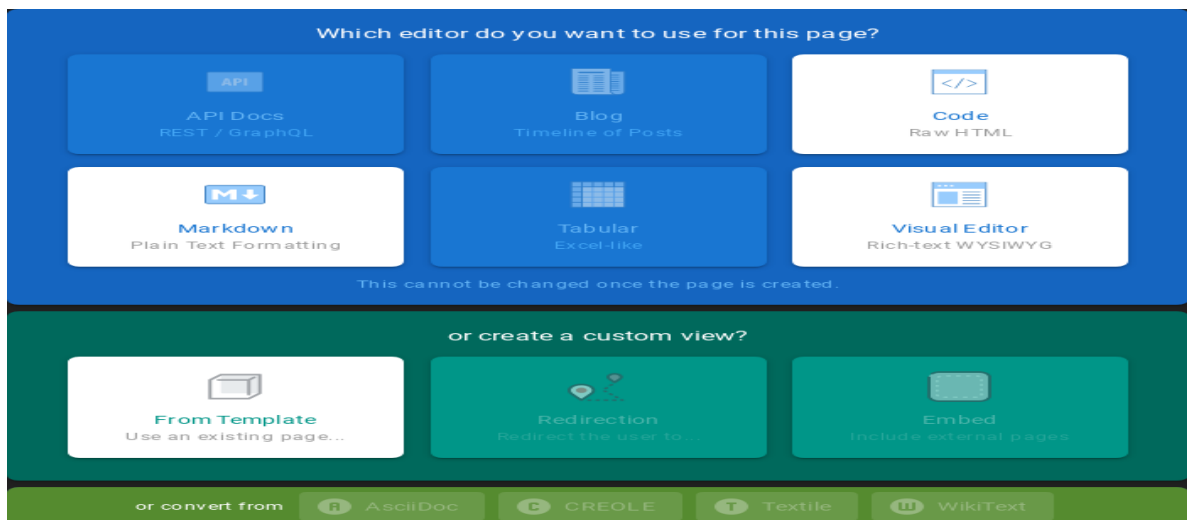 Which editor do you want to use for this page?
API
API Docs
REST / GraphQL
Blog
Timeline of Posts
</>
Code
Raw HTML
M
Markdown
Plain Text Formatting
Tabular
Excel-like
Visual Editor
Rich-text WYSIWYG
This cannot be changed once the page is created.
or create a custom view?
From Template
Use an existing page...
Redirection
Redirect the user to...
Embed
Include external pages
or convert from A AsciiDoc C CREOLE T Textile W WikiText